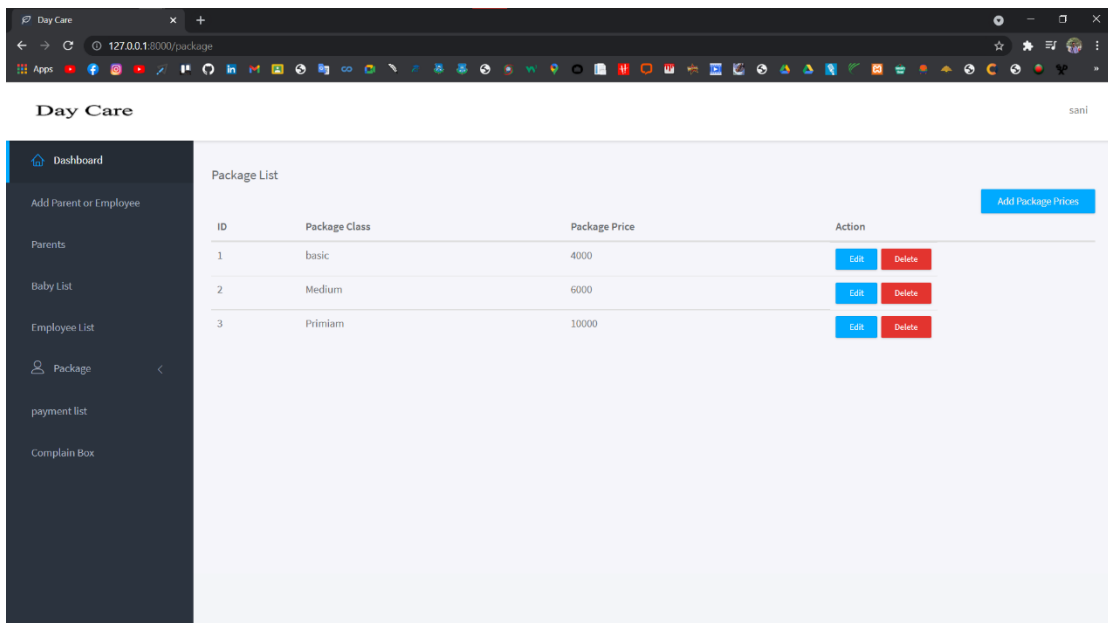 Day Care
127.0.0.1:8000/package
Apps
Day Care
sani
Dashboard
Add Parent or Employee
Parents
Baby List
Employee List
Package
payment list
Complain Box
Package List
Add Package Prices
ID Package Class Package Price Action
1 basic 4000 Edit Delete
2 Medium 6000 Edit Delete
3 Primiam 10000 Edit Delete